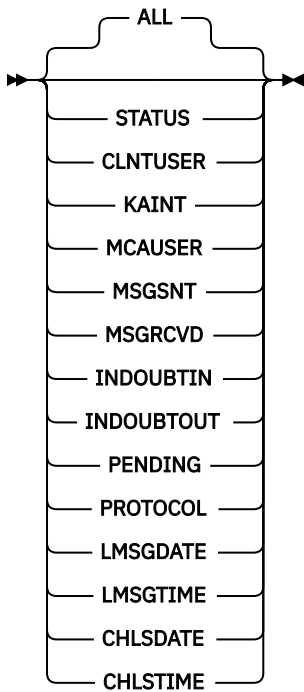 ALL
STATUS
CLNTUSER
KAINT
MCAUSER
MSGSNT
MSGRCVD
INDOUBTIN
INDOUBTOUT
PENDING
PROTOCOL
LMSGDATE
LMSGTIME
CHLSDATE
CHLSTIME